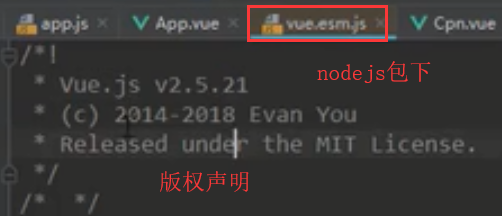 app.js × App.vue × vue.esm.js × Cpn.vue
/*!
nodejs包下
* Vue.js v2.5.21
* (c) 2014-2018 Evan You
* Released under the MIT License.
*/
版权声明
/* */